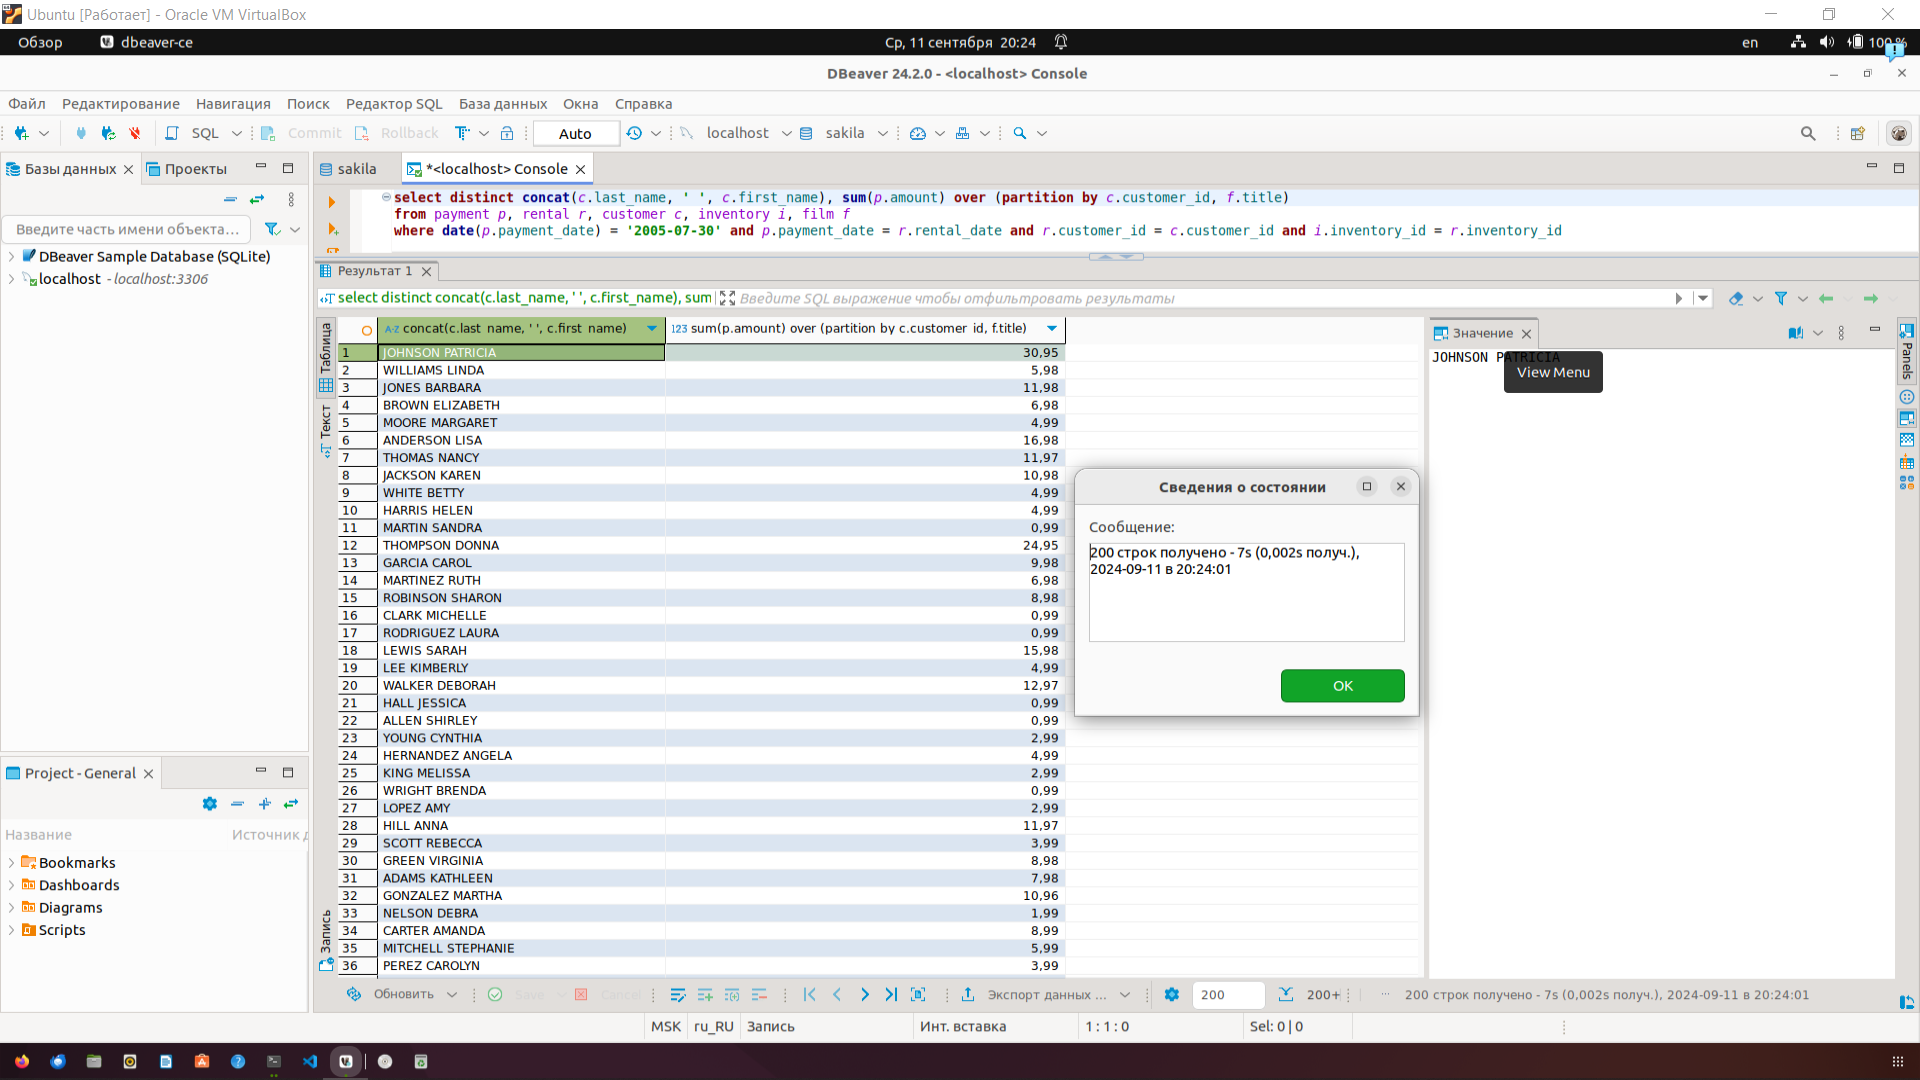 Ubuntu [Работает] - Oracle VM VirtualBox
Обзор
dbeaver-ce
Ср, 11 сентября 20:24
en
100 %
DBeaver 24.2.0 - <localhost> Console
Файл
Редактирование
Навигация
Поиск
Редактор SQL
База данных
Окна
Справка
SQL
Commit
Rollback
Auto
localhost
sakila
Базы данных
Проекты
sakila
*<localhost> Console
Введите часть имени объекта...
DBeaver Sample Database (SQLite)
localhost - localhost:3306
select distinct concat(c.last_name, ' ', c.first_name), sum(p.amount) over (partition by c.customer_id, f.title)
from payment p, rental r, customer c, inventory i, film f
where date(p.payment_date) = '2005-07-30' and p.payment_date = r.rental_date and r.customer_id = c.customer_id and i.inventory_id = r.inventory_id
Результат 1
select distinct concat(c.last_name, ' ', c.first_name), sum
Введите SQL выражение чтобы отфильтровать результаты
Таблица
Текст
Запись
A-Z concat(c.last_name, ' ', c.first_name)
123 sum(p.amount) over (partition by c.customer_id, f.title)
1 JOHNSON PATRICIA 30,95
2 WILLIAMS LINDA 5,98
3 JONES BARBARA 11,98
4 BROWN ELIZABETH 6,98
5 MOORE MARGARET 4,99
6 ANDERSON LISA 16,98
7 THOMAS NANCY 11,97
8 JACKSON KAREN 10,98
9 WHITE BETTY 4,99
10 HARRIS HELEN 4,99
11 MARTIN SANDRA 0,99
12 THOMPSON DONNA 24,95
13 GARCIA CAROL 9,98
14 MARTINEZ RUTH 6,98
15 ROBINSON SHARON 8,98
16 CLARK MICHELLE 0,99
17 RODRIGUEZ LAURA 0,99
18 LEWIS SARAH 15,98
19 LEE KIMBERLY 4,99
20 WALKER DEBORAH 12,97
21 HALL JESSICA 0,99
22 ALLEN SHIRLEY 0,99
23 YOUNG CYNTHIA 2,99
24 HERNANDEZ ANGELA 4,99
25 KING MELISSA 2,99
26 WRIGHT BRENDA 0,99
27 LOPEZ AMY 2,99
28 HILL ANNA 11,97
29 SCOTT REBECCA 3,99
30 GREEN VIRGINIA 8,98
31 ADAMS KATHLEEN 7,98
32 GONZALEZ MARTHA 10,96
33 NELSON DEBRA 1,99
34 CARTER AMANDA 8,99
35 MITCHELL STEPHANIE 5,99
36 PEREZ CAROLYN 3,99
Значение
JOHNSON PATRICIA
View Menu
Panels
Сведения о состоянии
Сообщение:
200 строк получено - 7s (0,002s получ.),
2024-09-11 в 20:24:01
OK
Project - General
Название
Источник д
Bookmarks
Dashboards
Diagrams
Scripts
Обновить
Save
Cancel
Экспорт данных ...
200
200+
200 строк получено - 7s (0,002s получ.), 2024-09-11 в 20:24:01
MSK
ru_RU
Запись
Инт. вставка
1 : 1 : 0
Sel: 0 | 0